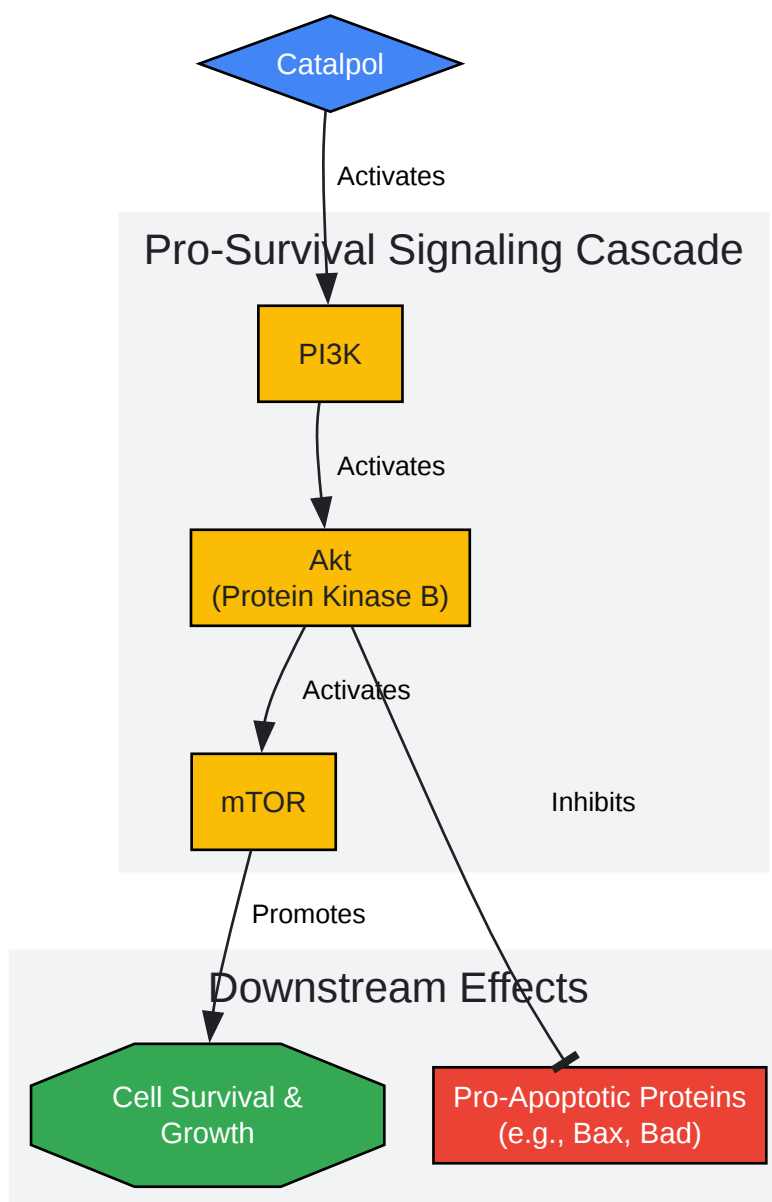 Catalpol
Activates
Pro-Survival Signaling Cascade
PI3K
Activates
Akt
(Protein Kinase B)
Activates
mTOR
Inhibits
Promotes
Downstream Effects
Cell Survival &
Growth
Pro-Apoptotic Proteins
(e.g., Bax, Bad)